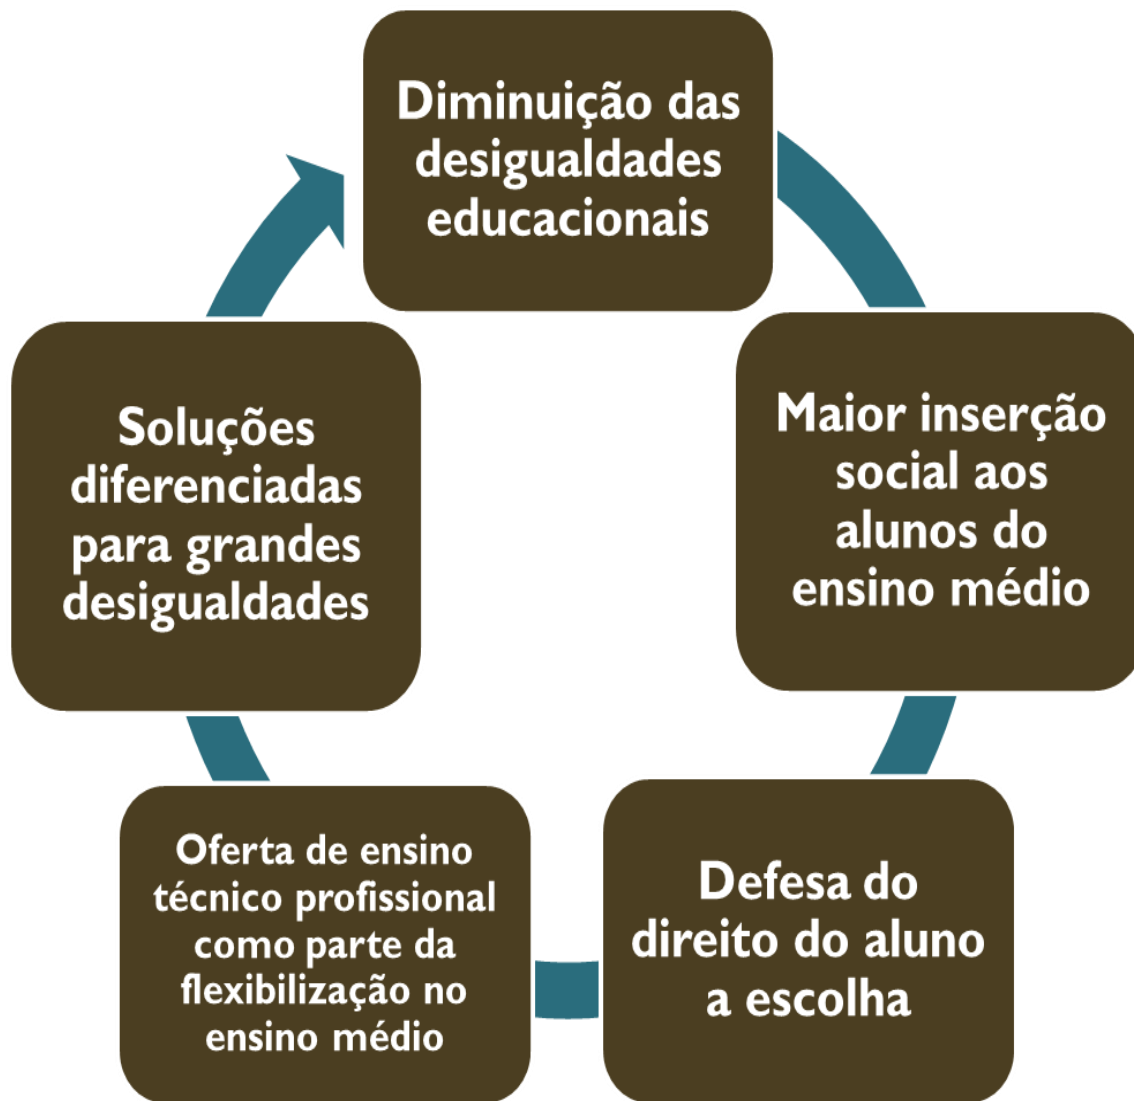 Diminuição das
desigualdades
educacionais
Maior inserção
social aos
alunos do
ensino médio
Defesa do
direito do aluno
a escolha
Oferta de ensino
técnico profissional
como parte da
flexibilização no
ensino médio
Soluções
diferenciadas
para grandes
desigualdades